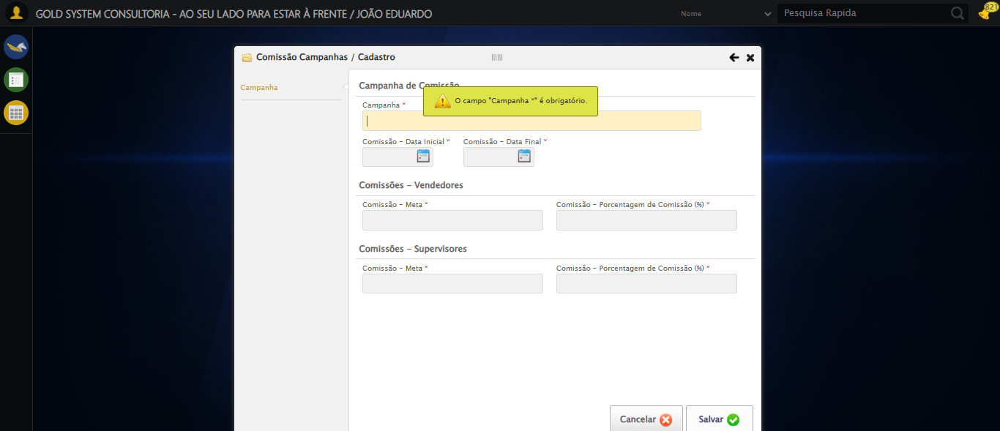 GOLD SYSTEM CONSULTORIA - AO SEU LADO PARA ESTAR À FRENTE / JOÃO EDUARDO
Nome
Pesquisa Rapida
821
Comissão Campanhas / Cadastro
Campanha
Campanha de Comissão
O campo "Campanha *" é obrigatório.
Campanha *
Comissão - Data Inicial * Comissão - Data Final *
Comissões - Vendedores
Comissão - Meta * Comissão - Porcentagem de Comissão (%) *
Comissões - Supervisores
Comissão - Meta * Comissão - Porcentagem de Comissão (%) *
Cancelar Salvar